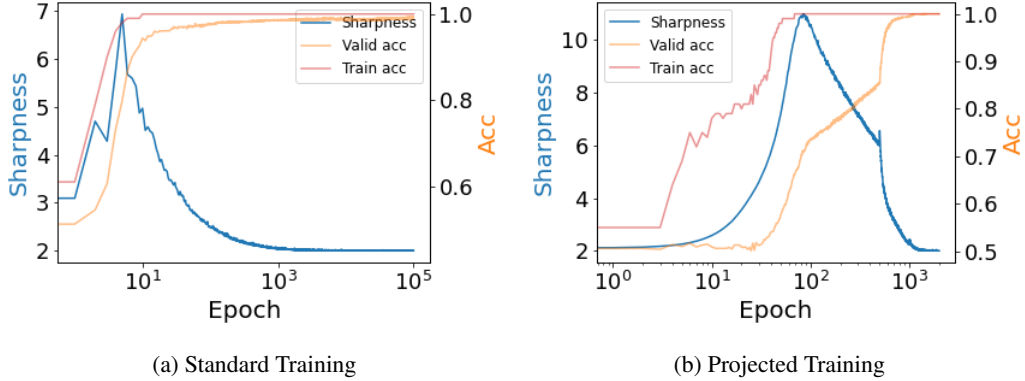 7
6
5
4
3
2
Sharpness
Sharpness
Valid acc
Train acc
1.0
0.8
0.6
Acc
10^1
10^3
10^5
Epoch
(a) Standard Training
10
8
6
4
2
Sharpness
Sharpness
Valid acc
Train acc
1.0
0.9
0.8
0.7
0.6
0.5
Acc
10^0
10^1
10^2
10^3
Epoch
(b) Projected Training